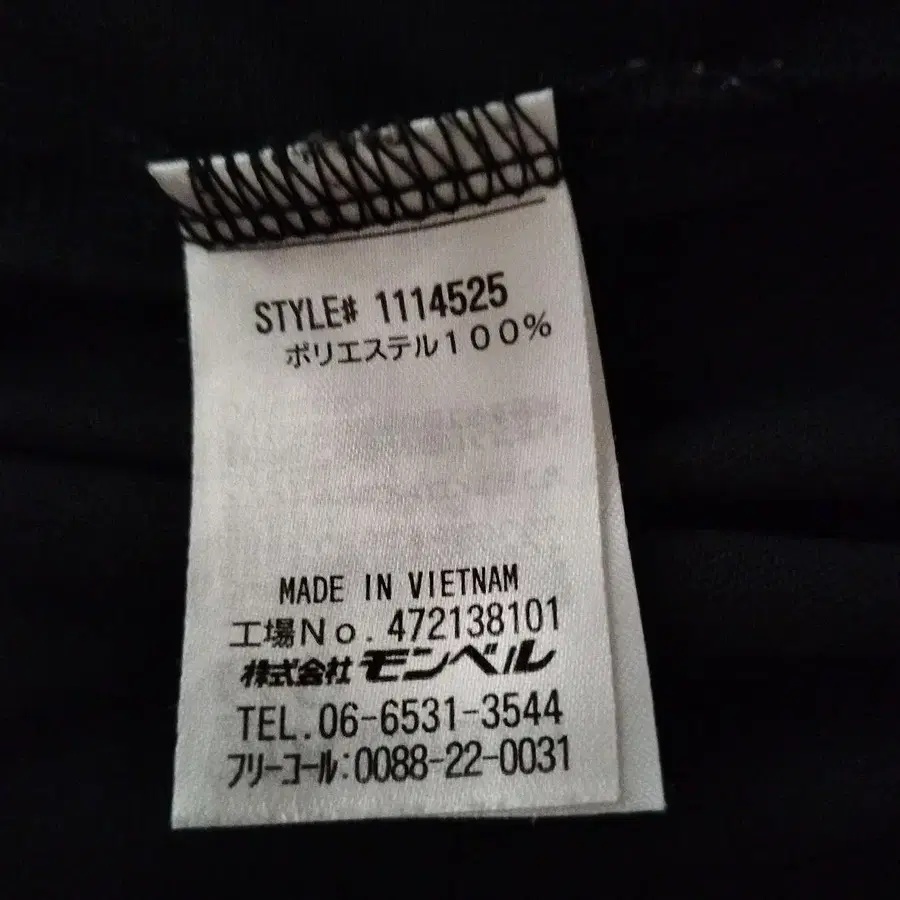 STYLE# 1114525
ポリエステル100%
MADE IN VIETNAM
工場No. 472138101
株式会社 モンベル
TEL.06-6531-3544
フリーコール:0088-22-0031